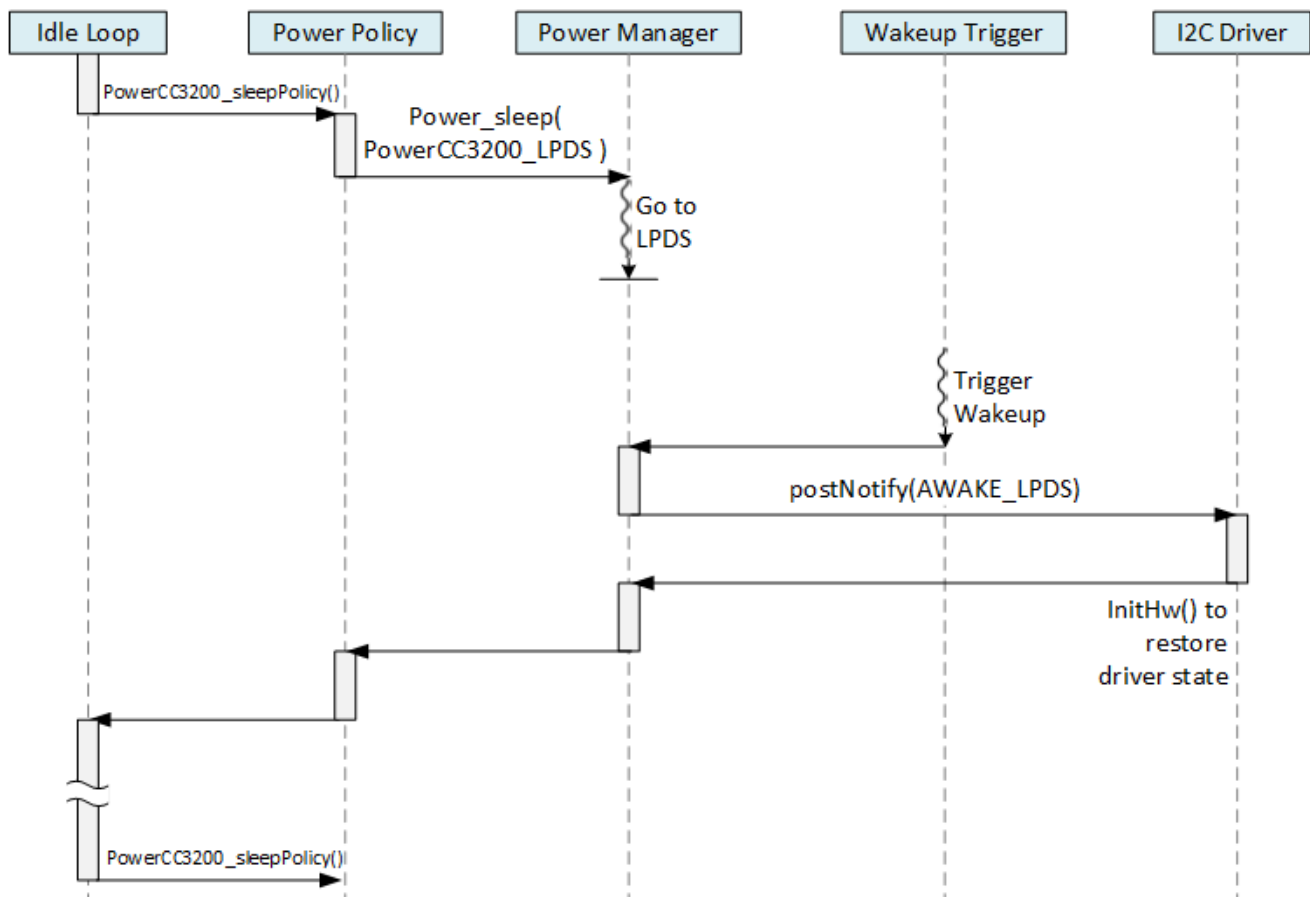 Idle Loop
Power Policy
Power Manager
Wakeup Trigger
I2C Driver
PowerCC3200_sleepPolicy()
Power_sleep(
PowerCC3200_LPDS )
Go to
LPDS
Trigger
Wakeup
postNotify(AWAKE_LPDS)
InitHw() to
restore
driver state
PowerCC3200_sleepPolicy()